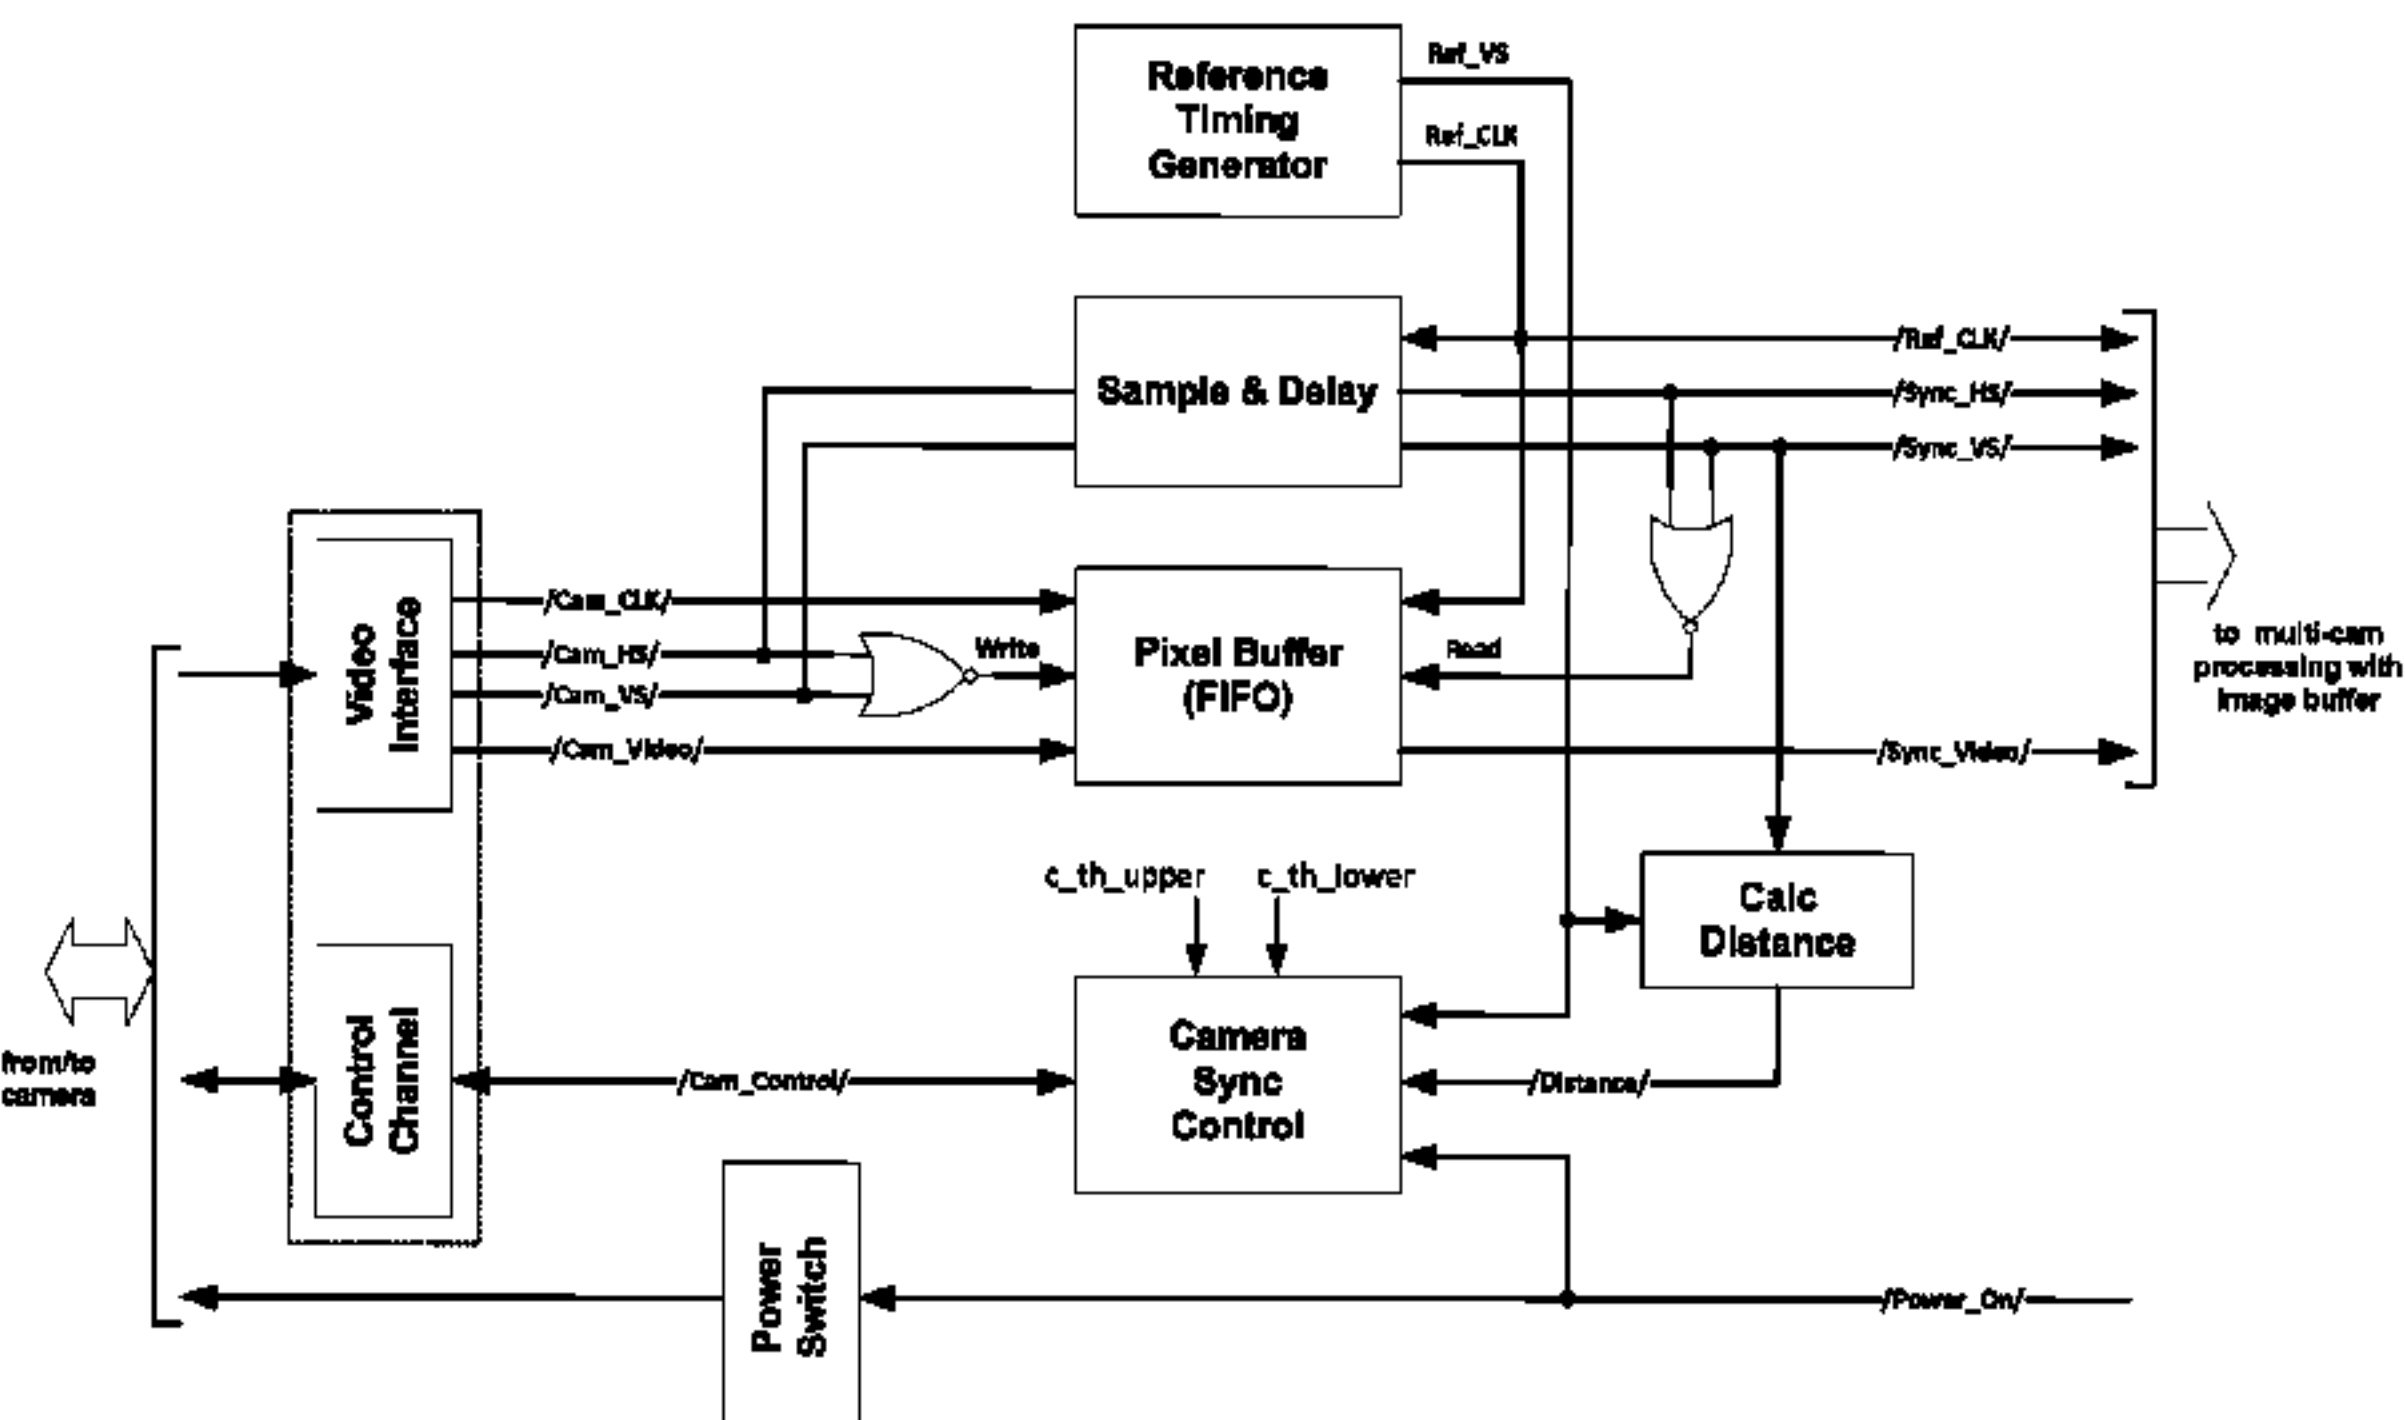 Ref_VS
Reference
Timing
Generator
Ref_CLK
/Ref_CLK/
Sample & Delay
/Sync_HS/
/Sync_VS/
/Cam_CLK/
Video
Interface
/Cam_HS/
Write
Pixel Buffer
(FIFO)
Read
/Cam_VS/
/Cam_Video/
/Sync_Video/
to multi-cam
processing with
image buffer
c_th_upper
c_th_lower
Calc
Distance
from/to
camera
Control
Channel
/Cam_Control/
Camera
Sync
Control
/Distance/
Power
Switch
/Power_On/